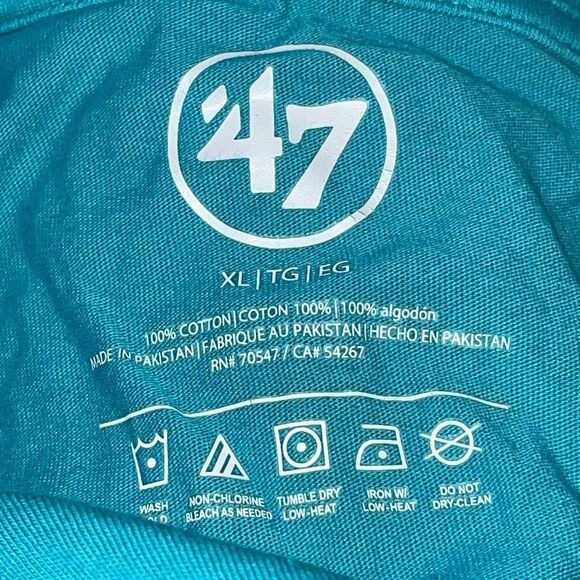 '47
XL | TG | EG
100% COTTON | COTON 100% | 100% algodón
MADE IN PAKISTAN | FABRIQUE AU PAKISTAN | HECHO EN PAKISTAN
RN# 70547 / CA# 54267
WASH NON-CHLORINE TUMBLE DRY IRON W/ DO NOT
BLEACH AS NEEDED LOW-HEAT LOW-HEAT DRY-CLEAN